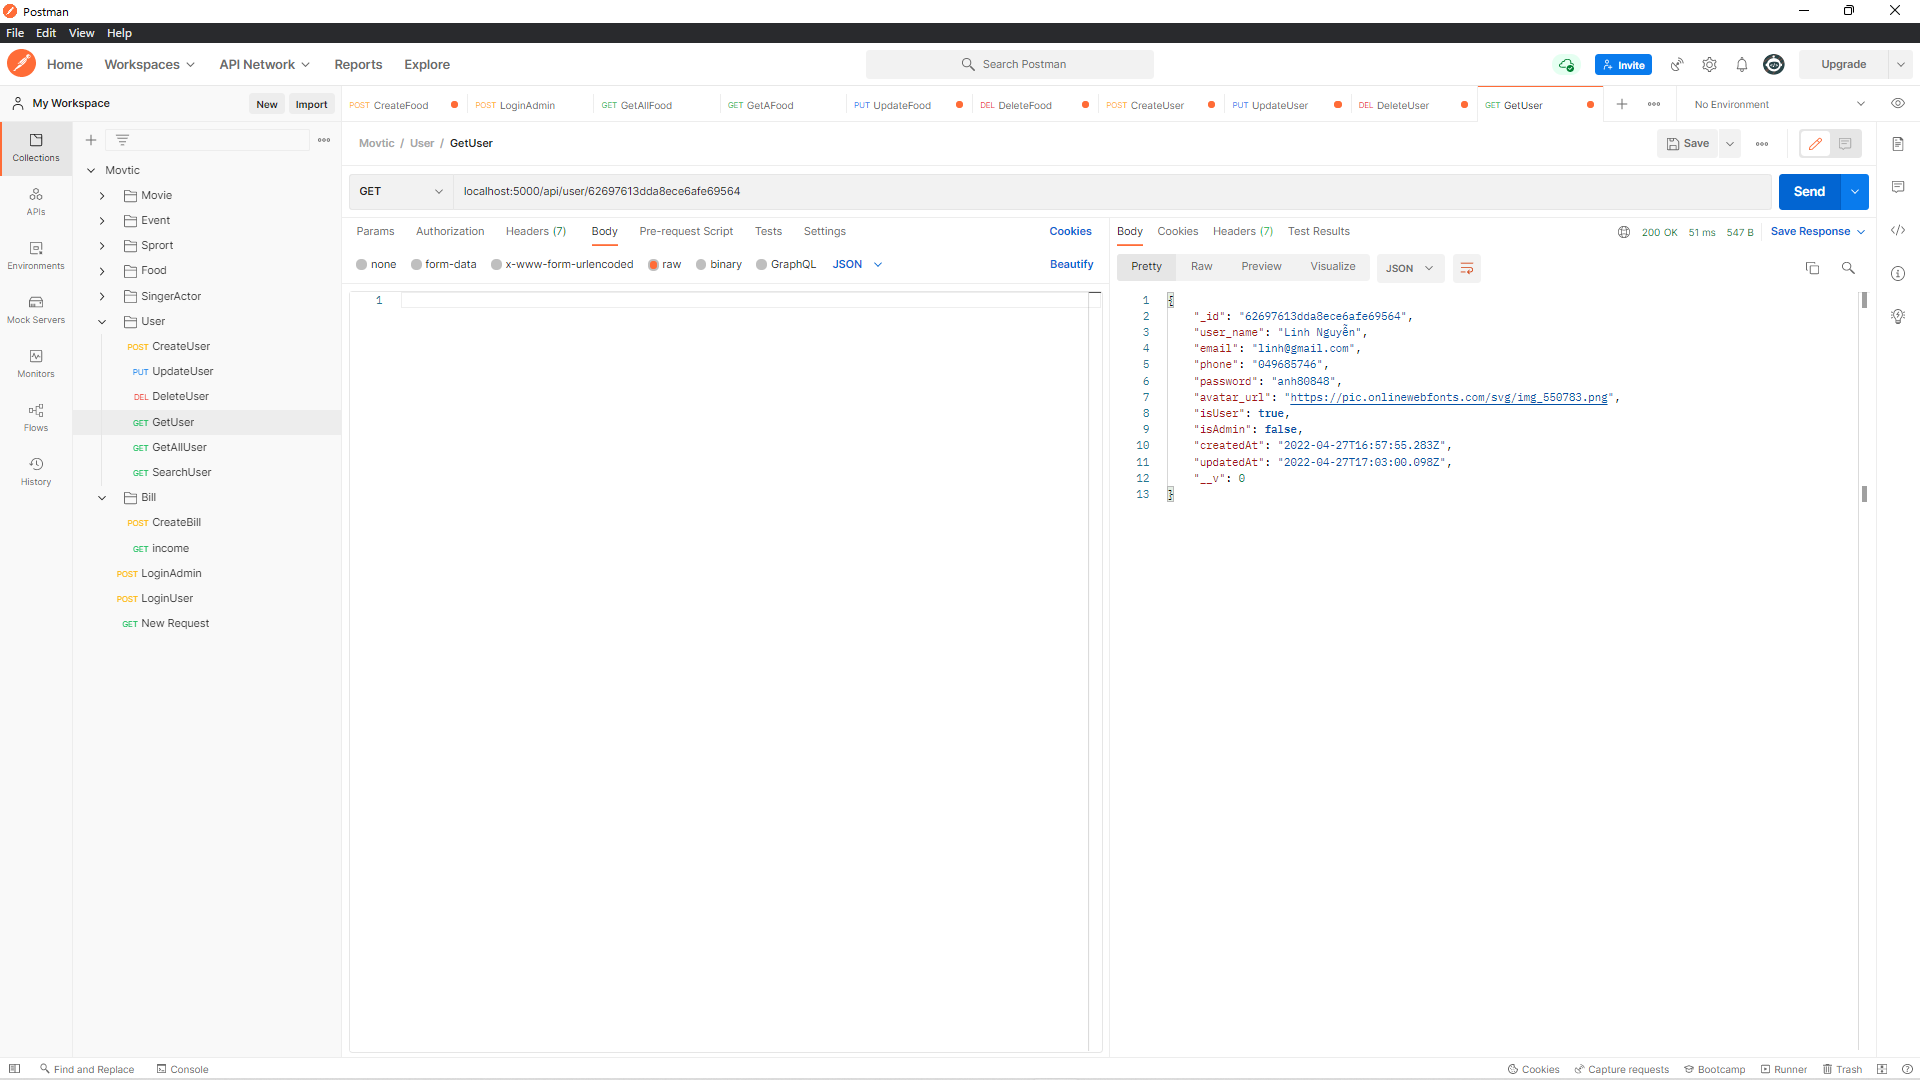 Postman
File Edit View Help
Home Workspaces API Network Reports Explore Search Postman Invite Upgrade
My Workspace New Import
POST CreateFood POST LoginAdmin GET GetAllFood GET GetAFood PUT UpdateFood DEL DeleteFood POST CreateUser PUT UpdateUser DEL DeleteUser GET GetUser No Environment
Collections
APIs
Environments
Mock Servers
Monitors
Flows
History
Movtic
Movie
Event
Sprort
Food
SingerActor
User
POST CreateUser
PUT UpdateUser
DEL DeleteUser
GET GetUser
GET GetAllUser
GET SearchUser
Bill
POST CreateBill
GET income
POST LoginAdmin
POST LoginUser
GET New Request
Movtic / User / GetUser Save
GET localhost:5000/api/user/62697613dda8ece6afe69564 Send
Params Authorization Headers (7) Body Pre-request Script Tests Settings Cookies
none form-data x-www-form-urlencoded raw binary GraphQL JSON Beautify
1
Body Cookies Headers (7) Test Results 200 OK 51 ms 547 B Save Response
Pretty Raw Preview Visualize JSON
1 {
2 "_id": "62697613dda8ece6afe69564",
3 "user_name": "Linh Nguyễn",
4 "email": "linh@gmail.com",
5 "phone": "049685746",
6 "password": "anh80848",
7 "avatar_url": "https://pic.onlinewebfonts.com/svg/img_550783.png",
8 "isUser": true,
9 "isAdmin": false,
10 "createdAt": "2022-04-27T16:57:55.283Z",
11 "updatedAt": "2022-04-27T17:03:00.098Z",
12 "__v": 0
13 }
Find and Replace Console Cookies Capture requests Bootcamp Runner Trash